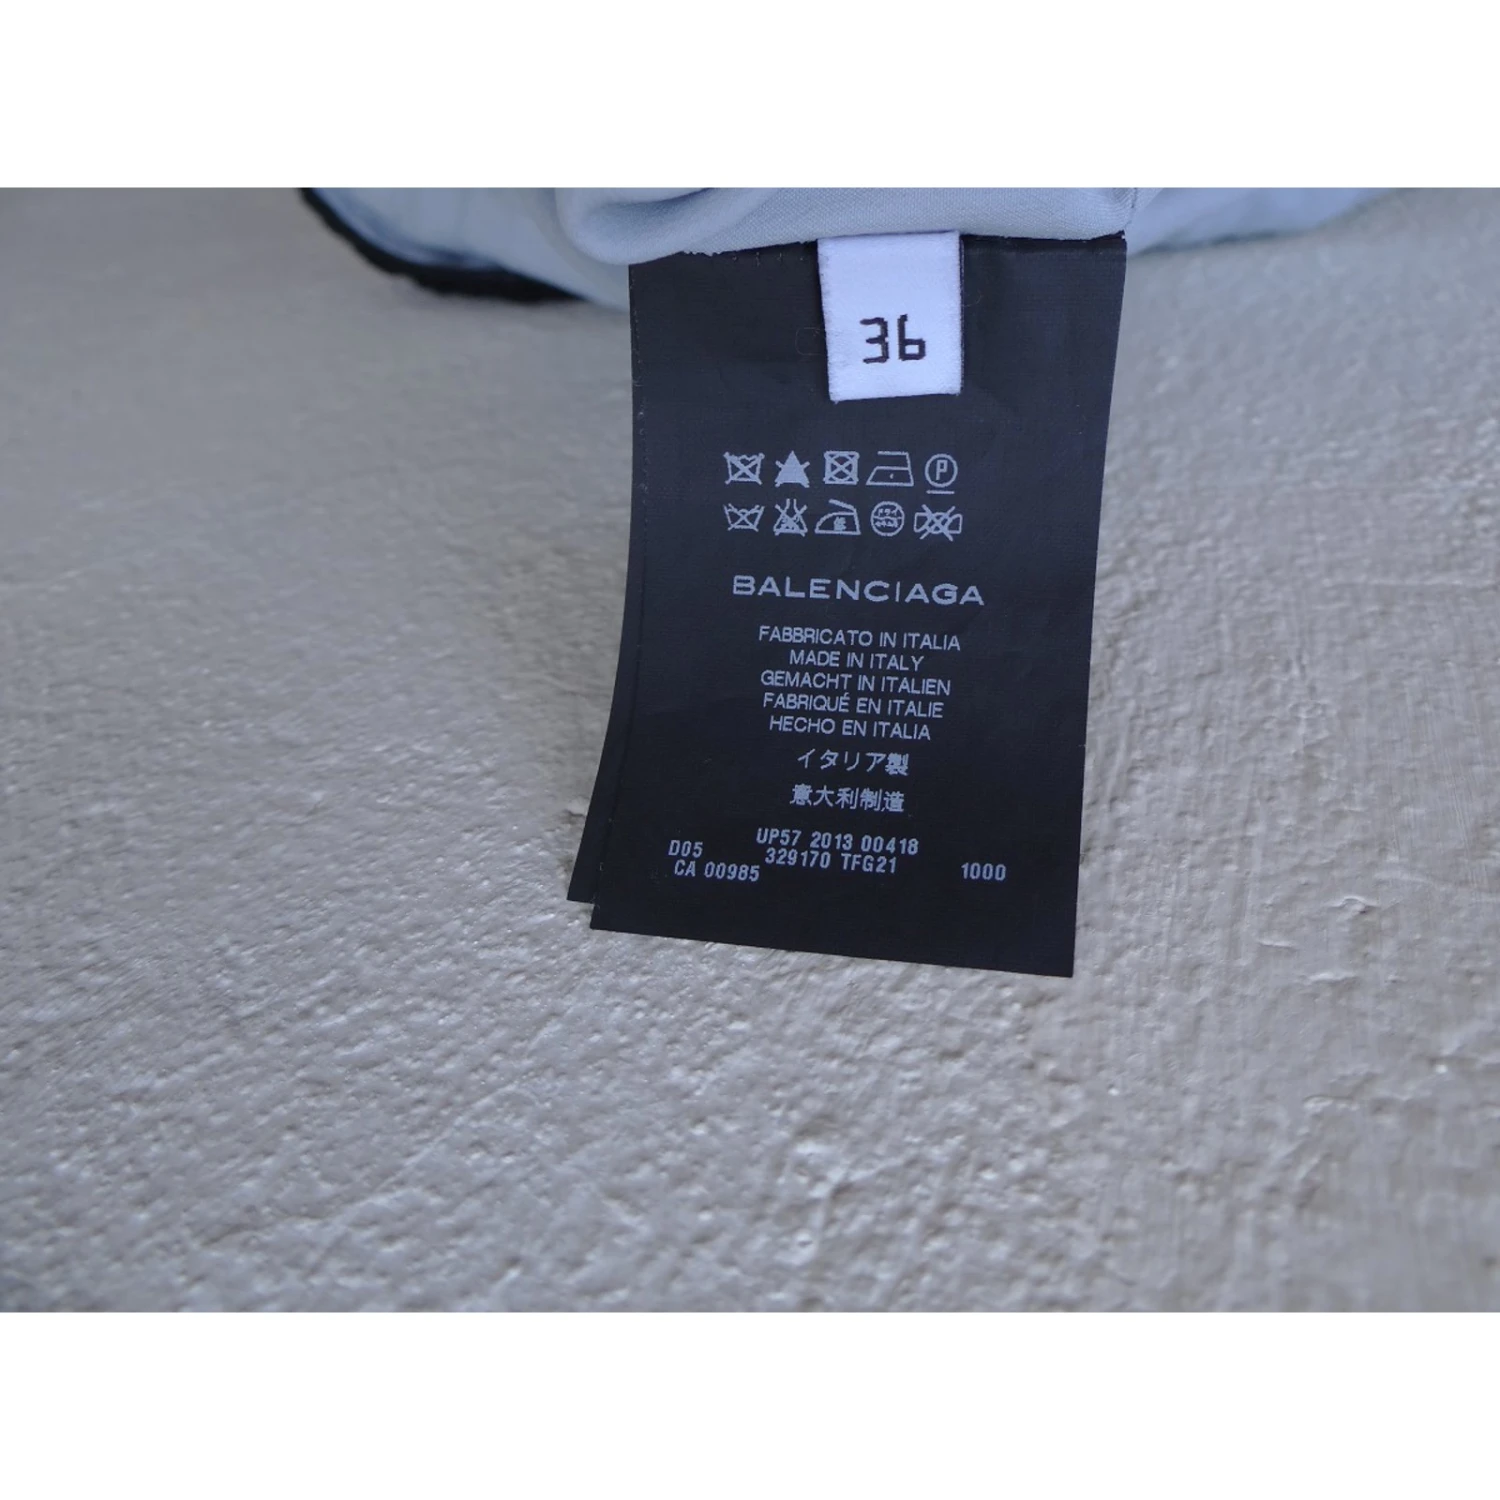 36
P
BALENCIAGA
FABBRICATO IN ITALIA
MADE IN ITALY
GEMACHT IN ITALIEN
FABRIQUÉ EN ITALIE
HECHO EN ITALIA
イタリア製
意大利制造
UP57 2013 00418
D05 329170 TFG21
CA 00985 1000